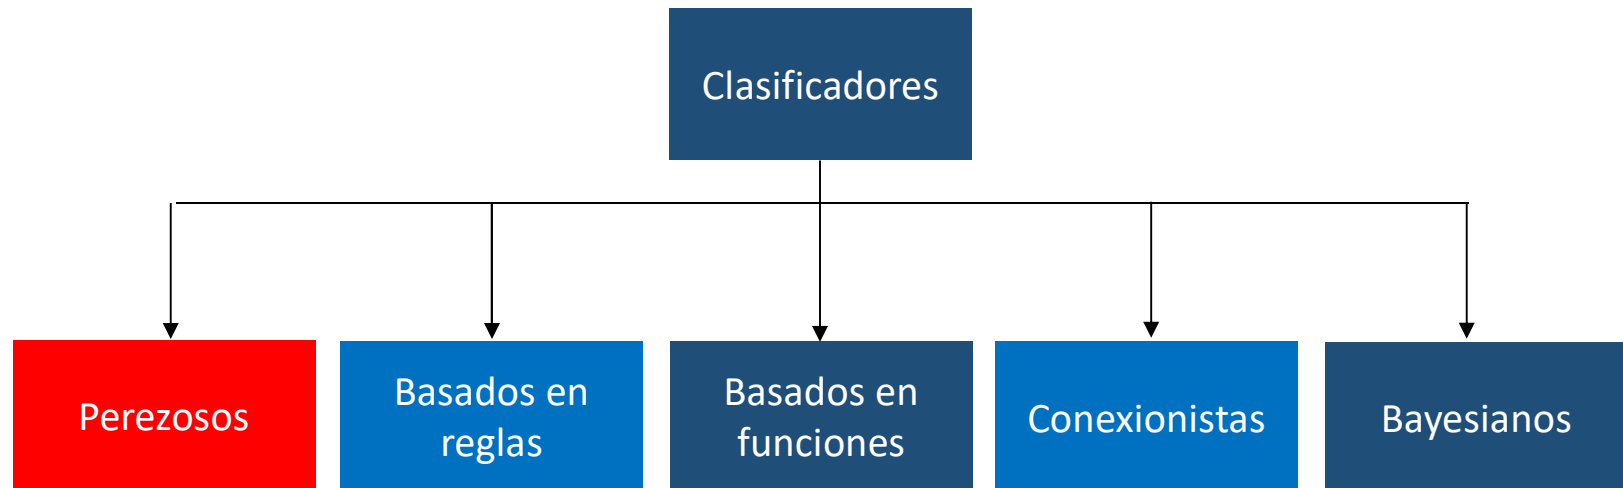 Clasificadores
Perezosos
Basados en
reglas
Basados en
funciones
Conexionistas
Bayesianos